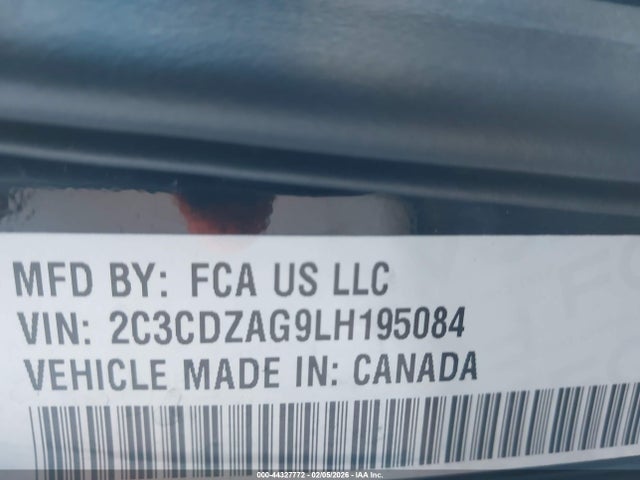 MFD BY: FCA US LLC
VIN: 2C3CDZAG9LH195084
VEHICLE MADE IN: CANADA
000-44327772 - 02/05/2026 - IAA Inc.